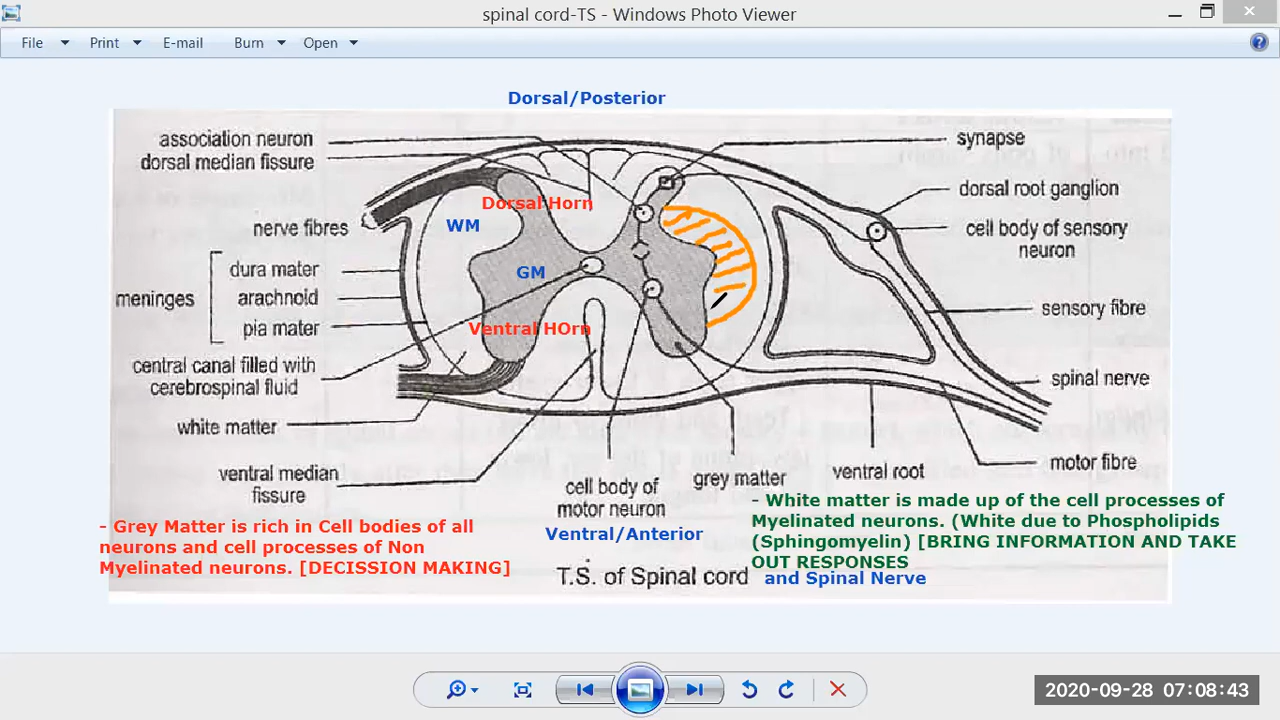 spinal cord-TS - Windows Photo Viewer
File Print E-mail Burn Open
Dorsal/Posterior
association neuron
dorsal median fissure
nerve fibres
meninges
dura mater
arachnoid
pia mater
central canal filled with
cerebrospinal fluid
white matter
ventral median
fissure
WM
GM
Dorsal Horn
Ventral HOrn
synapse
dorsal root ganglion
cell body of sensory
neuron
sensory fibre
spinal nerve
motor fibre
ventral root
grey matter
cell body of
motor neuron
Ventral/Anterior
- Grey Matter is rich in Cell bodies of all
neurons and cell processes of Non
Myelinated neurons. [DECISSION MAKING]
- White matter is made up of the cell processes of
Myelinated neurons. (White due to Phospholipids
(Sphingomyelin) [BRING INFORMATION AND TAKE
OUT RESPONSES
T.S. of Spinal cord and Spinal Nerve
2020-09-28 07:08:43